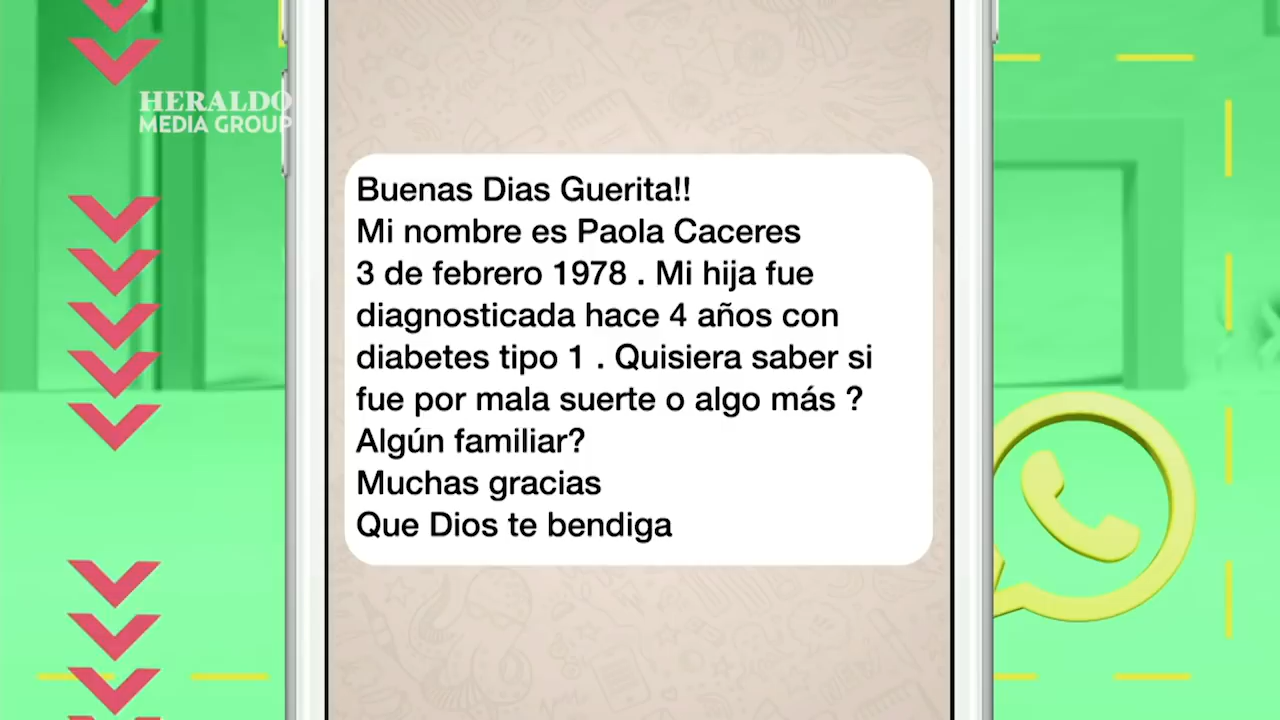 HERALDO
MEDIA GROUP
Buenas Dias Guerita!!
Mi nombre es Paola Caceres
3 de febrero 1978 . Mi hija fue
diagnosticada hace 4 años con
diabetes tipo 1 . Quisiera saber si
fue por mala suerte o algo más ?
Algún familiar?
Muchas gracias
Que Dios te bendiga